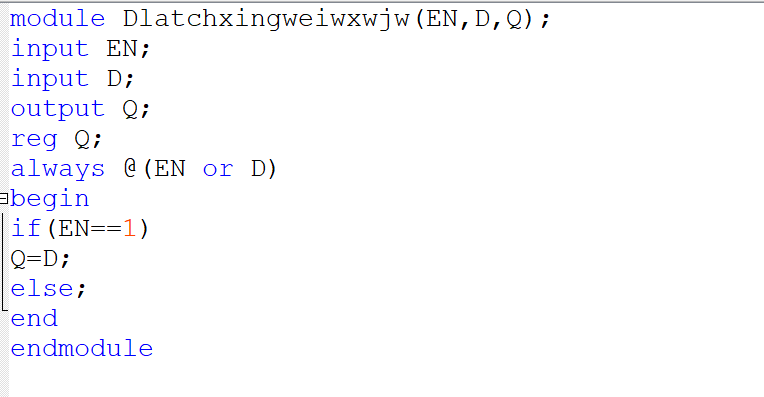 module Dlatchxingweiwxwjw(EN,D,Q);
input EN;
input D;
output Q;
reg Q;
always @(EN or D)
begin
if(EN==1)
Q=D;
else;
end
endmodule